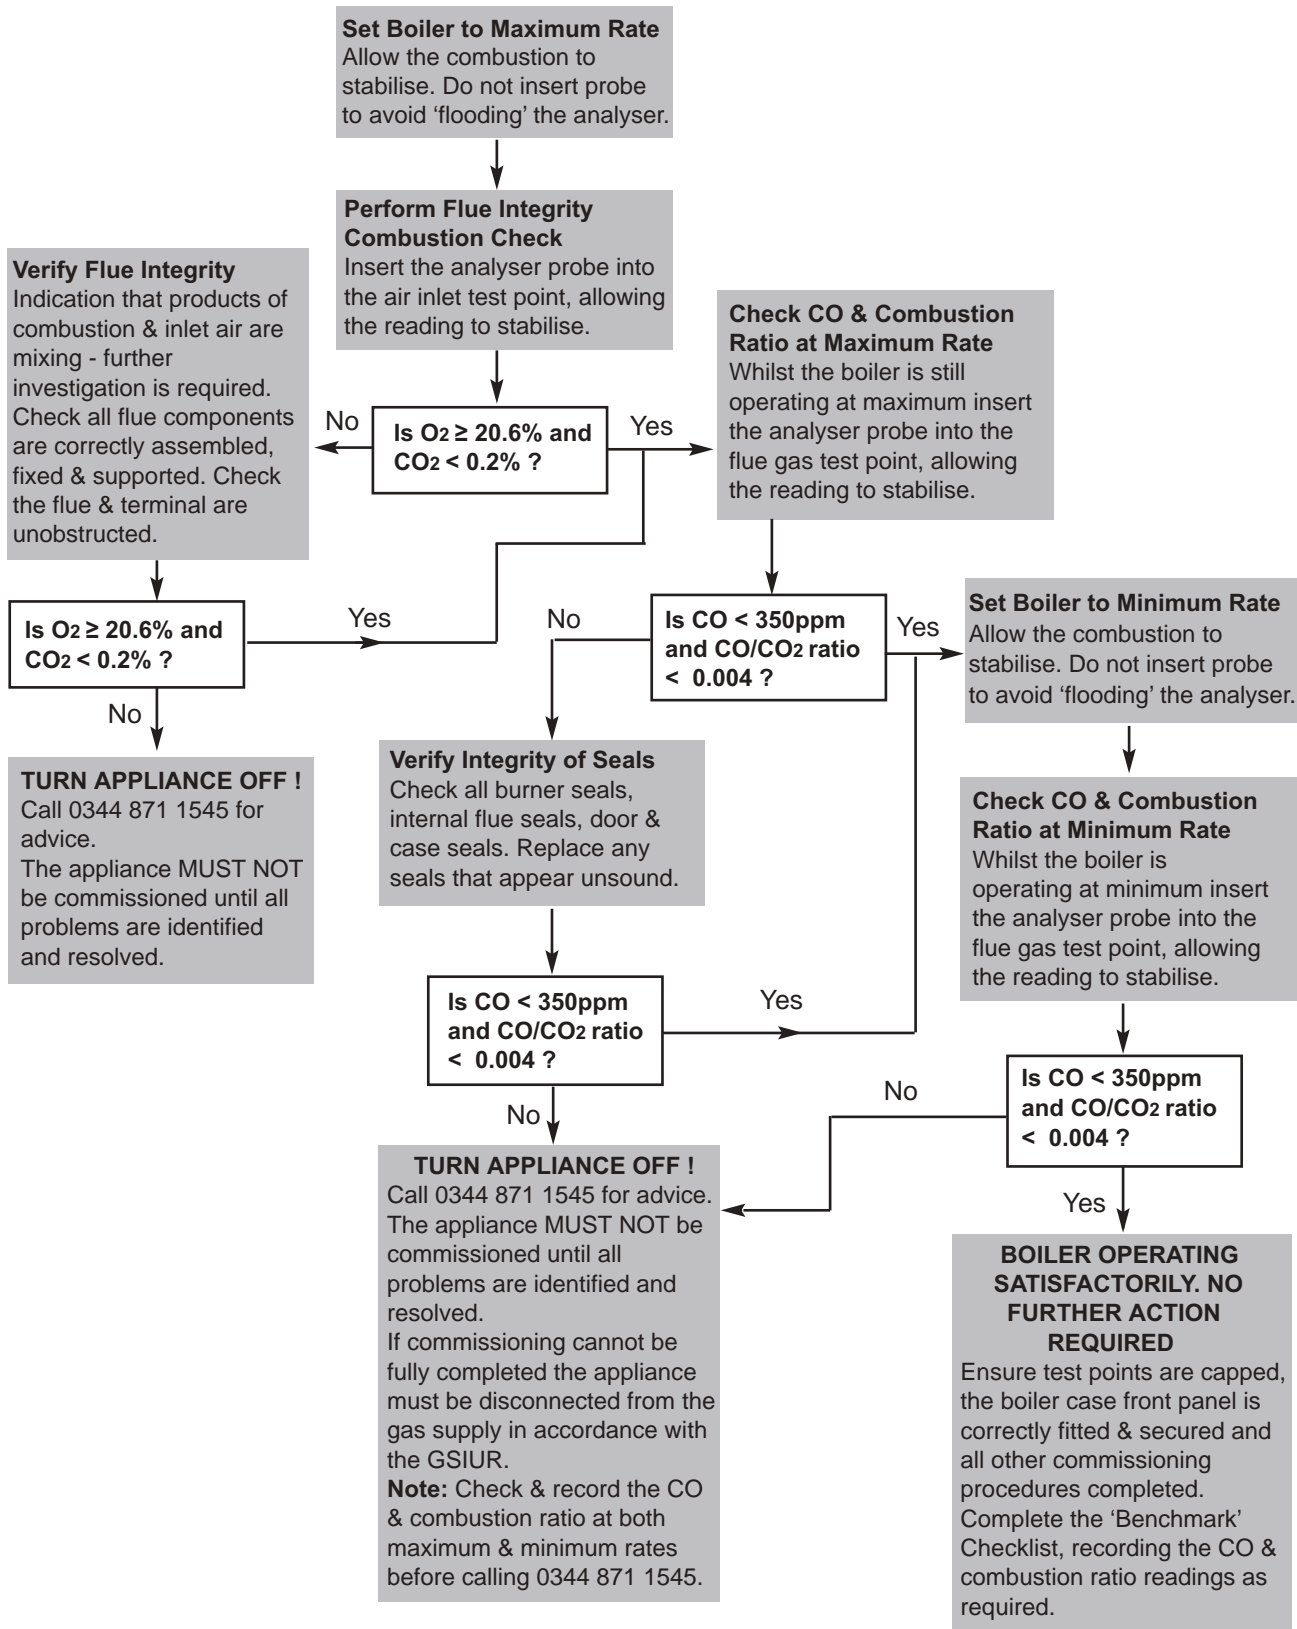 Set Boiler to Maximum Rate
Allow the combustion to
stabilise. Do not insert probe
to avoid ‘flooding’ the analyser.
Perform Flue Integrity
Combustion Check
Insert the analyser probe into
the air inlet test point, allowing
the reading to stabilise.
Verify Flue Integrity
Indication that products of
combustion & inlet air are
mixing - further
investigation is required.
Check all flue components
are correctly assembled,
fixed & supported. Check
the flue & terminal are
unobstructed.
No
Is O2 ≥ 20.6% and
CO2 < 0.2% ?
Yes
Check CO & Combustion
Ratio at Maximum Rate
Whilst the boiler is still
operating at maximum insert
the analyser probe into the
flue gas test point, allowing
the reading to stabilise.
Is O2 ≥ 20.6% and
CO2 < 0.2% ?
Yes
No
TURN APPLIANCE OFF !
Call 0344 871 1545 for
advice.
The appliance MUST NOT
be commissioned until all
problems are identified
and resolved.
No
Is CO < 350ppm
and CO/CO2 ratio
< 0.004 ?
Yes
Set Boiler to Minimum Rate
Allow the combustion to
stabilise. Do not insert probe
to avoid ‘flooding’ the analyser.
Verify Integrity of Seals
Check all burner seals,
internal flue seals, door &
case seals. Replace any
seals that appear unsound.
Check CO & Combustion
Ratio at Minimum Rate
Whilst the boiler is
operating at minimum insert
the analyser probe into the
flue gas test point, allowing
the reading to stabilise.
Is CO < 350ppm
and CO/CO2 ratio
< 0.004 ?
Yes
No
Is CO < 350ppm
and CO/CO2 ratio
< 0.004 ?
No
Yes
TURN APPLIANCE OFF !
Call 0344 871 1545 for advice.
The appliance MUST NOT be
commissioned until all
problems are identified and
resolved.
If commissioning cannot be
fully completed the appliance
must be disconnected from the
gas supply in accordance with
the GSIUR.
Note: Check & record the CO
& combustion ratio at both
maximum & minimum rates
before calling 0344 871 1545.
BOILER OPERATING
SATISFACTORILY. NO
FURTHER ACTION
REQUIRED
Ensure test points are capped,
the boiler case front panel is
correctly fitted & secured and
all other commissioning
procedures completed.
Complete the ‘Benchmark’
Checklist, recording the CO &
combustion ratio readings as
required.